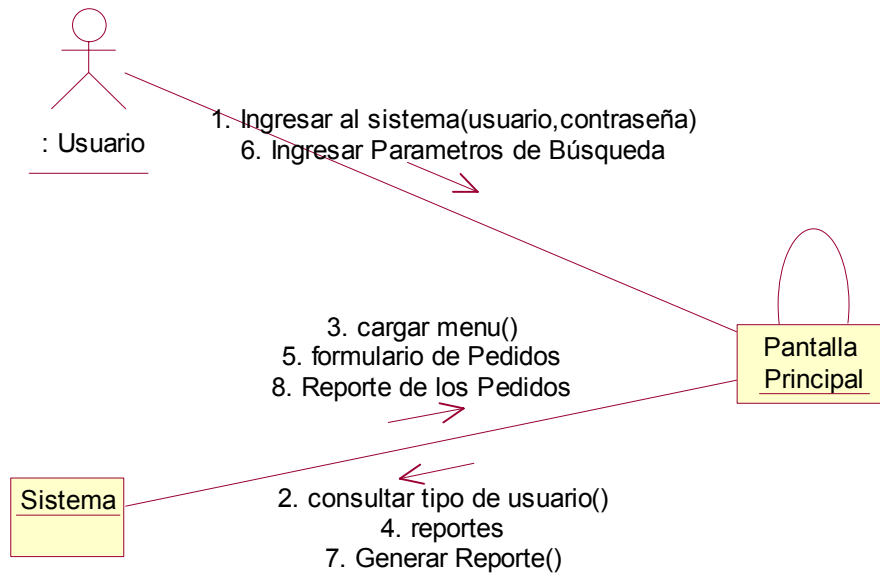 1. Ingresar al sistema(usuario,contraseña)
6. Ingresar Parametros de Búsqueda
: Usuario
3. cargar menu()
5. formulario de Pedidos
8. Reporte de los Pedidos
Pantalla
Principal
Sistema
2. consultar tipo de usuario()
4. reportes
7. Generar Reporte()